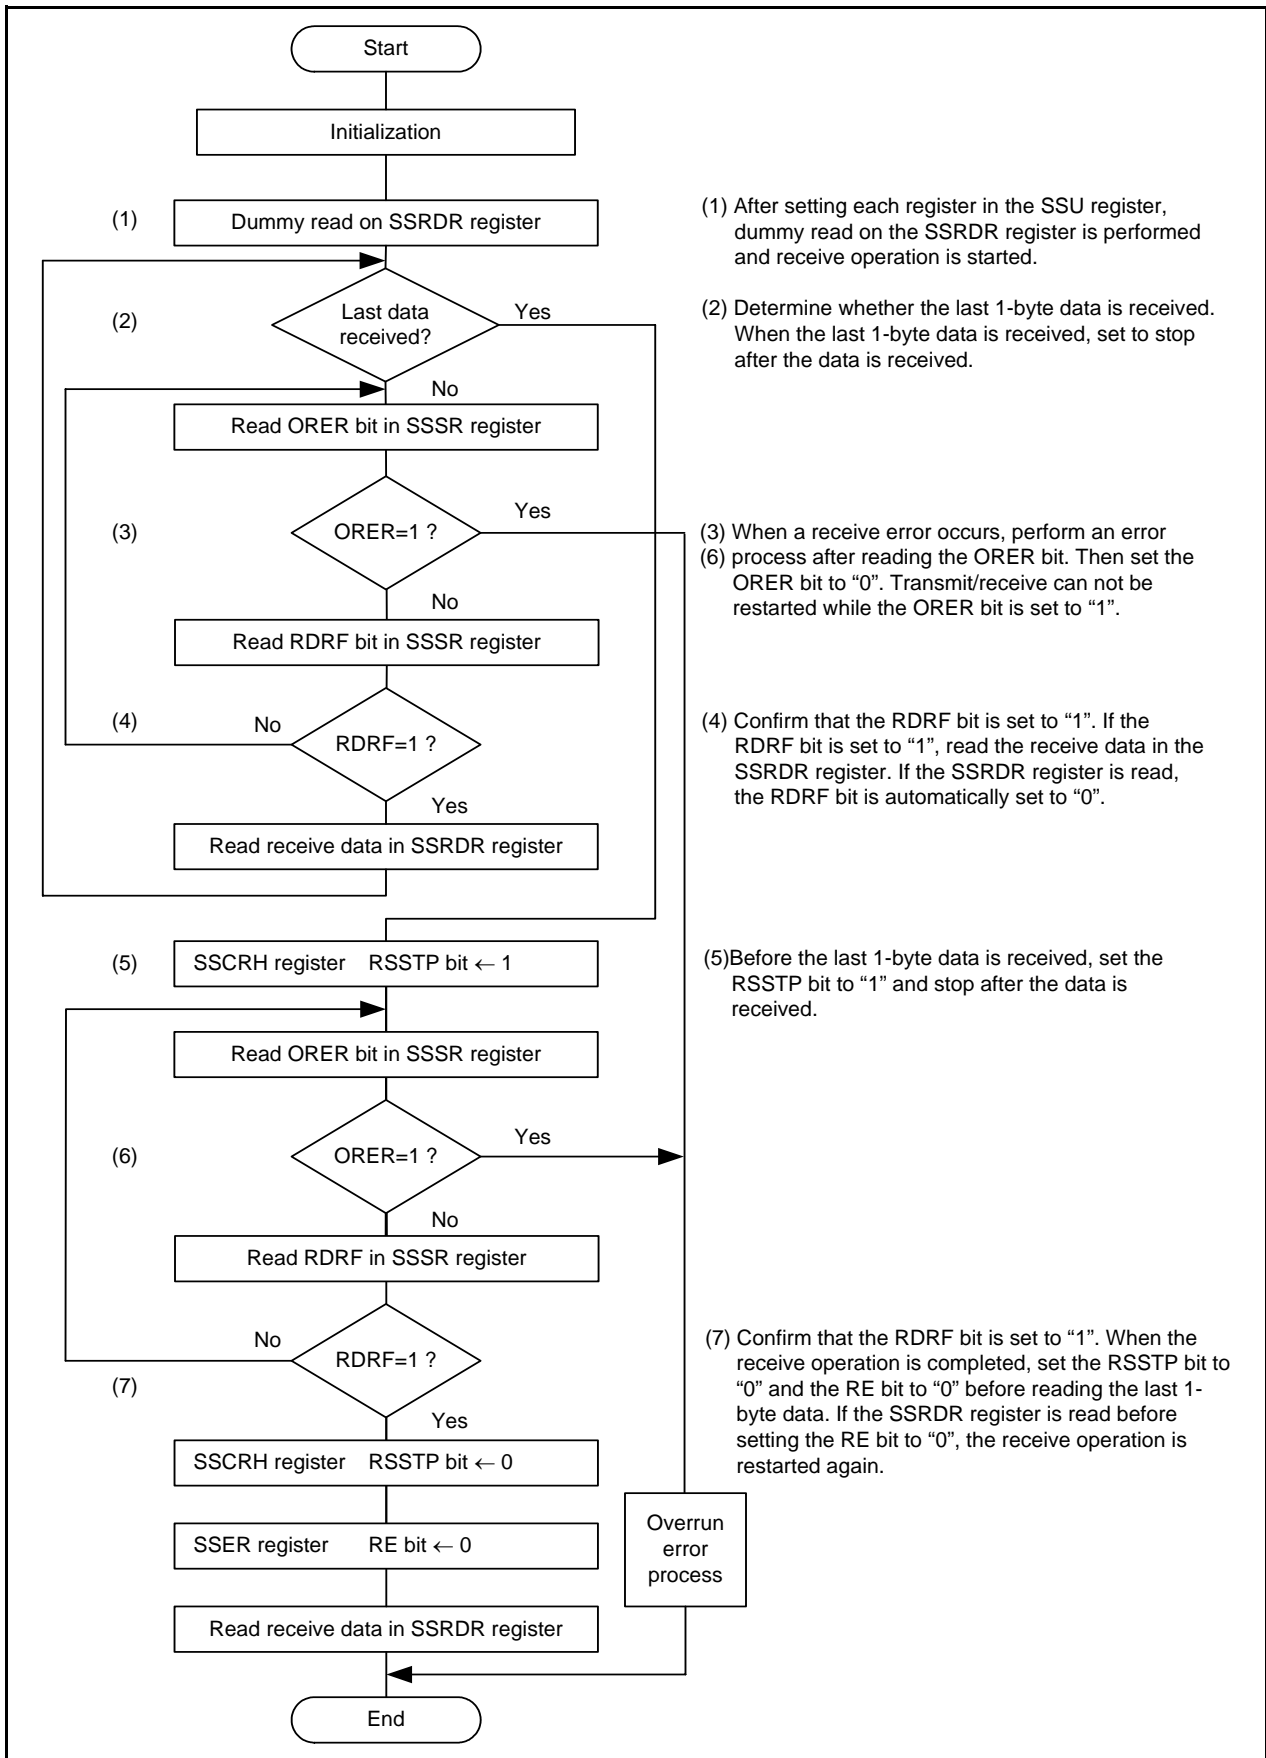 Start
Initialization
(1)
Dummy read on SSRDR register
(1) After setting each register in the SSU register,
dummy read on the SSRDR register is performed
and receive operation is started.
(2)
Last data
received?
Yes
(2) Determine whether the last 1-byte data is received.
When the last 1-byte data is received, set to stop
after the data is received.
No
Read ORER bit in SSSR register
(3)
ORER=1 ?
Yes
(3) When a receive error occurs, perform an error
(6) process after reading the ORER bit. Then set the
ORER bit to “0”. Transmit/receive can not be
restarted while the ORER bit is set to “1”.
No
Read RDRF bit in SSSR register
(4)
No
RDRF=1 ?
(4) Confirm that the RDRF bit is set to “1”. If the
RDRF bit is set to “1”, read the receive data in the
SSRDR register. If the SSRDR register is read,
the RDRF bit is automatically set to “0”.
Yes
Read receive data in SSRDR register
(5)
SSCRH register RSSTP bit ← 1
(5)Before the last 1-byte data is received, set the
RSSTP bit to “1” and stop after the data is
received.
Read ORER bit in SSSR register
(6)
ORER=1 ?
Yes
No
Read RDRF in SSSR register
No
RDRF=1 ?
(7)
(7) Confirm that the RDRF bit is set to “1”. When the
receive operation is completed, set the RSSTP bit to
“0” and the RE bit to “0” before reading the last 1-
byte data. If the SSRDR register is read before
setting the RE bit to “0”, the receive operation is
restarted again.
Yes
SSCRH register RSSTP bit ← 0
SSER register RE bit ← 0
Overrun
error
process
Read receive data in SSRDR register
End